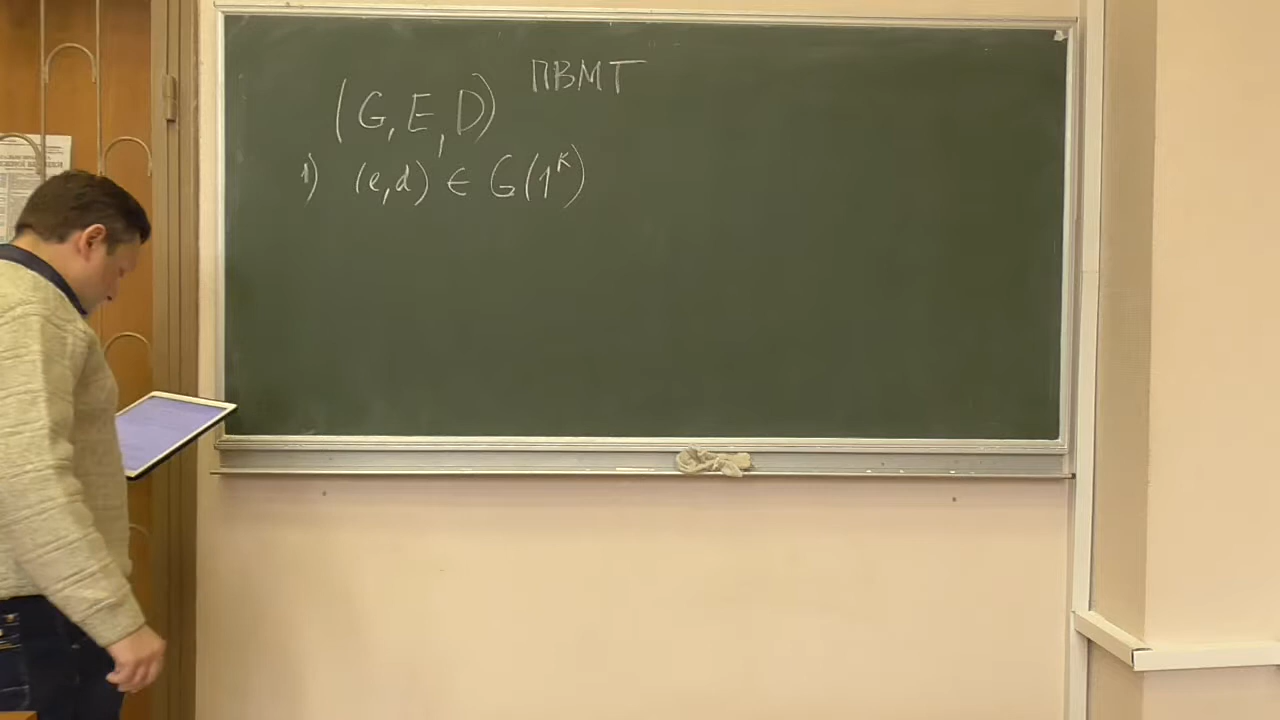 ПВМТ
(G, E, D)
1) (e, d) ∈ G(1^K)